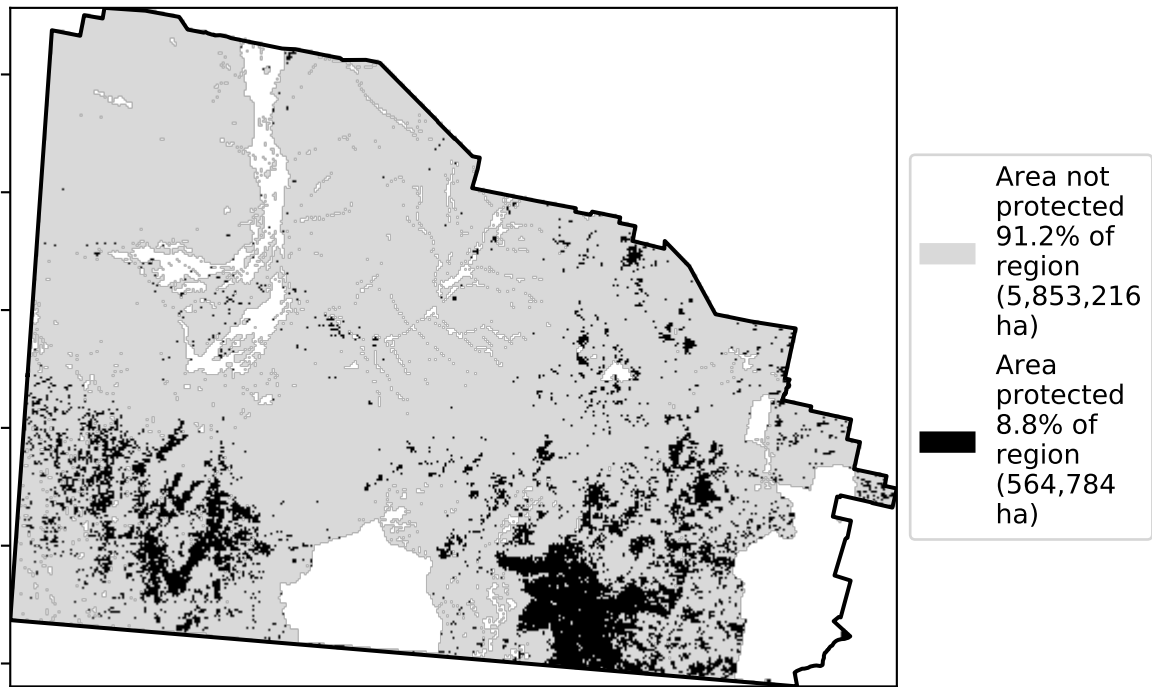 Area not
protected
91.2% of
region
(5,853,216
ha)
Area
protected
8.8% of
region
(564,784
ha)